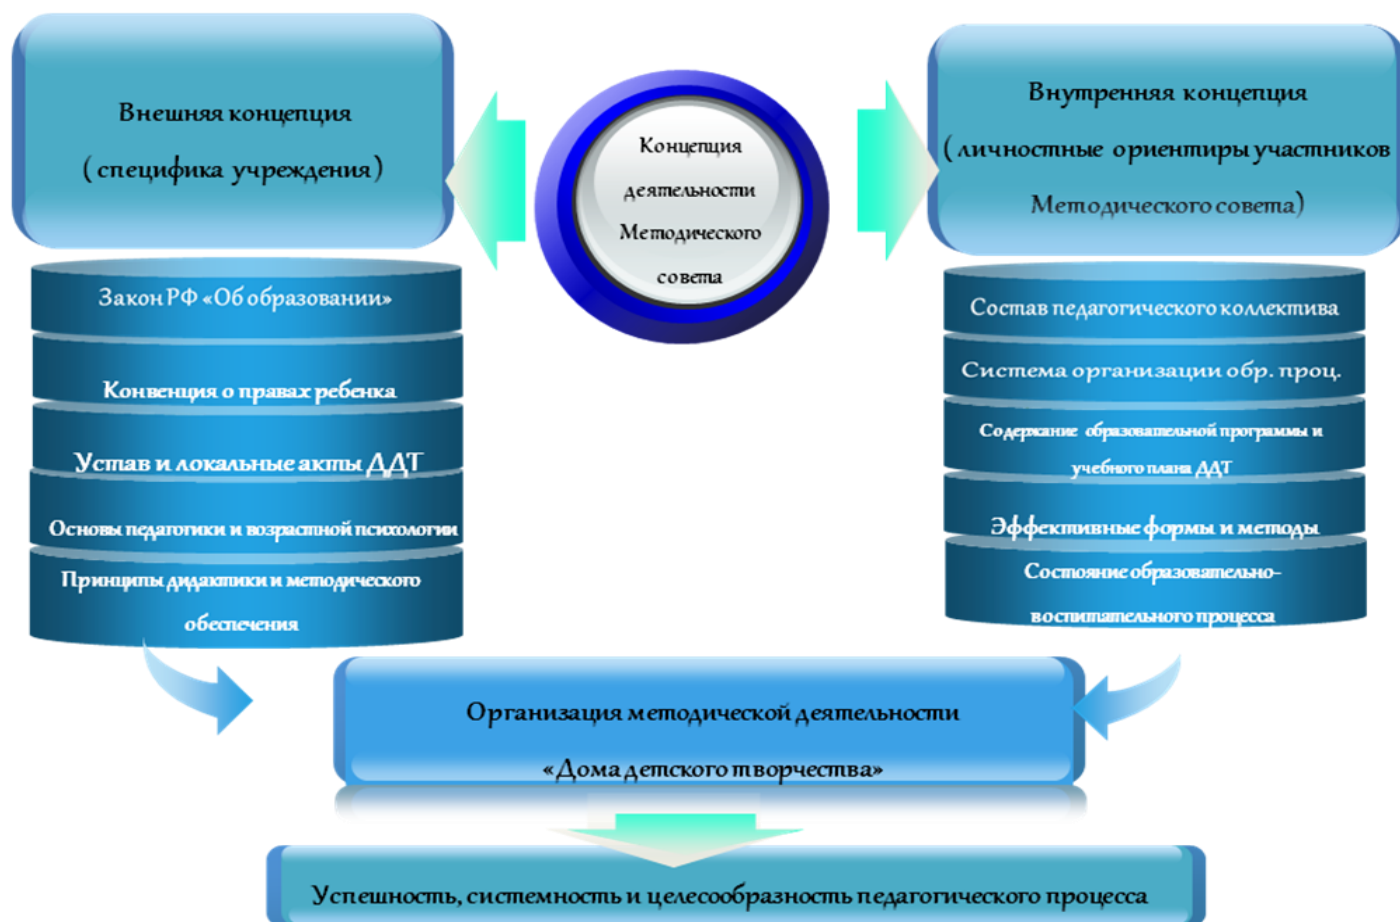 Внешняя концепция
( специфика учреждения)
Концепция
деятельности
Методического
совета
Внутренняя концепция
( личностные ориентиры участников
Методического совета)
Закон РФ «Об образовании»
Конвенция о правах ребенка
Устав и локальные акты ДДТ
Основы педагогики и возрастной психологии
Принципы дидактики и методического
обеспечения
Состав педагогического коллектива
Система организации обр. проц.
Содержание образовательной программы и
учебного плана ДДТ
Эффективные формы и методы
Состояние образовательно-
воспитательного процесса
Организация методической деятельности
«Дома детского творчества»
Успешность, системность и целесообразность педагогического процесса